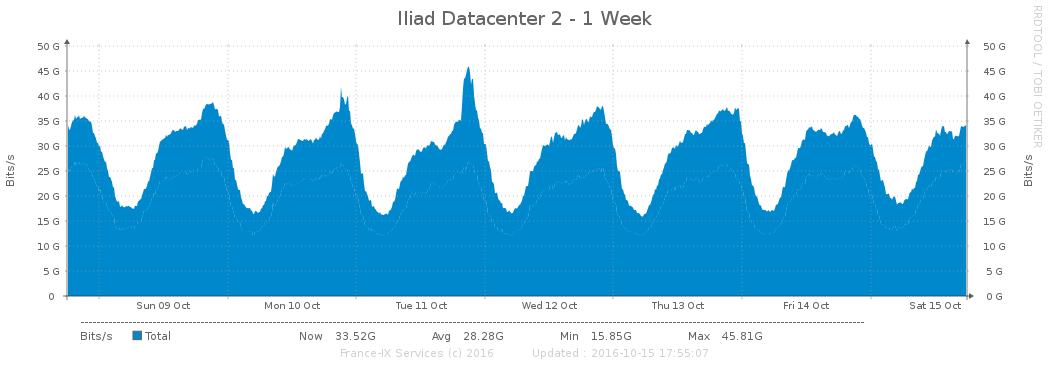 Iliad Datacenter 2 - 1 Week
RRDTOOL / TOBI OETIKER
50 G 50 G
45 G 45 G
40 G 40 G
35 G 35 G
30 G 30 G
25 G 25 G
20 G 20 G
15 G 15 G
10 G 10 G
5 G 5 G
0 0 G
Bits/s
Bits/s
Sun 09 Oct Mon 10 Oct Tue 11 Oct Wed 12 Oct Thu 13 Oct Fri 14 Oct Sat 15 Oct
Bits/s Total Now 33.52G Avg 28.28G Min 15.85G Max 45.81G
France-IX Services (c) 2016 Updated : 2016-10-15 17:55:07